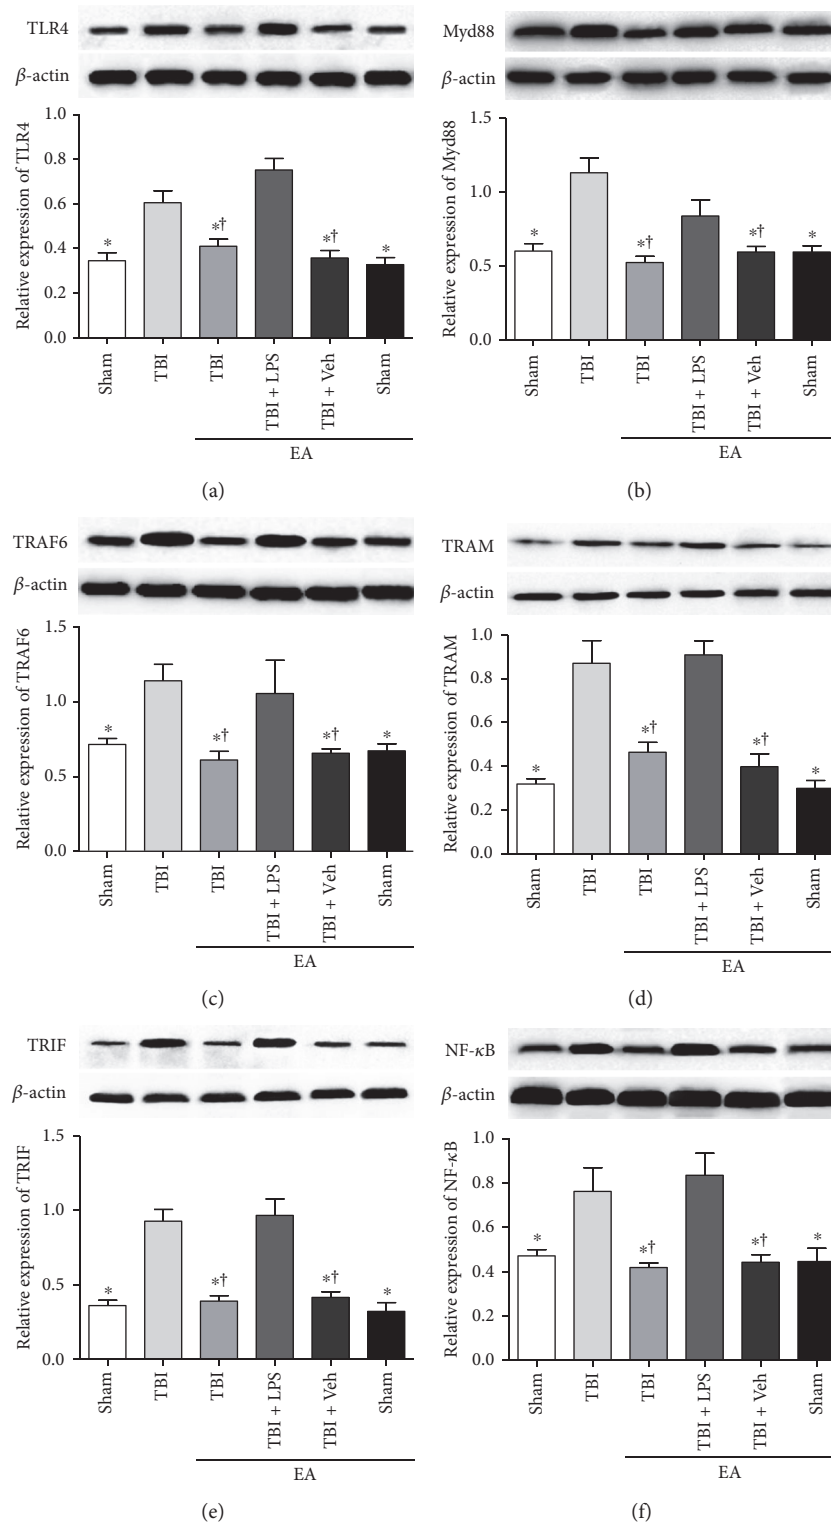 TLR4
β-actin
Relative expression of TLR4
1.0
0.8
0.6
0.4
0.2
0.0
*
*†
*†
*
Sham
TBI
TBI
TBI + LPS
TBI + Veh
Sham
EA
(a)
Myd88
β-actin
Relative expression of Myd88
1.5
1.0
0.5
0.0
*
*†
*†
*
Sham
TBI
TBI
TBI + LPS
TBI + Veh
Sham
EA
(b)
TRAF6
β-actin
Relative expression of TRAF6
1.5
1.0
0.5
0.0
*
*†
*†
*
Sham
TBI
TBI
TBI + LPS
TBI + Veh
Sham
EA
(c)
TRAM
β-actin
Relative expression of TRAM
1.0
0.8
0.6
0.4
0.2
0.0
*
*†
*†
*
Sham
TBI
TBI
TBI + LPS
TBI + Veh
Sham
EA
(d)
TRIF
β-actin
Relative expression of TRIF
1.5
1.0
0.5
0.0
*
*†
*†
*
Sham
TBI
TBI
TBI + LPS
TBI + Veh
Sham
EA
(e)
NF-κB
β-actin
Relative expression of NF-κB
1.0
0.8
0.6
0.4
0.2
0.0
*
*†
*†
*
Sham
TBI
TBI
TBI + LPS
TBI + Veh
Sham
EA
(f)